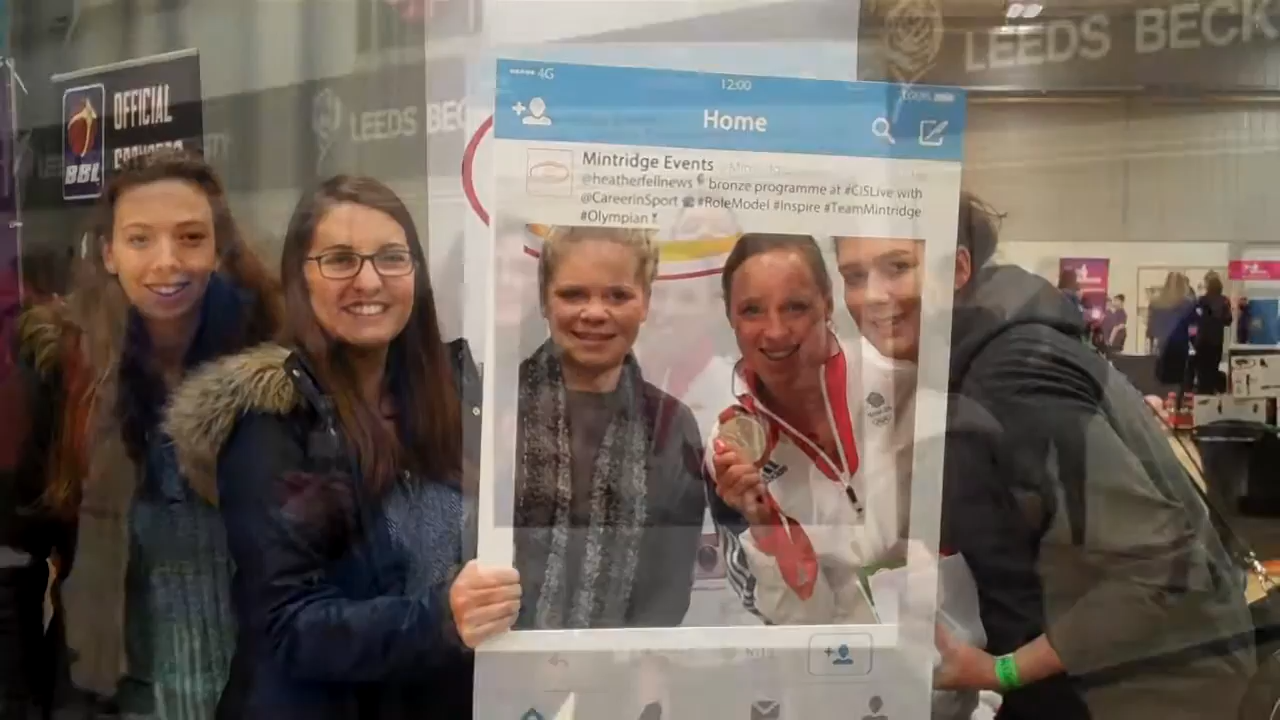 LEEDS BECK
OFFICIAL
BBL
LEEDS BEC
4G
12:00
Home
Mintridge Events
@heatherfellnews bronze programme at #CISLive with
@CareerinSport #RoleModel #Inspire #TeamMintridge
#Olympian